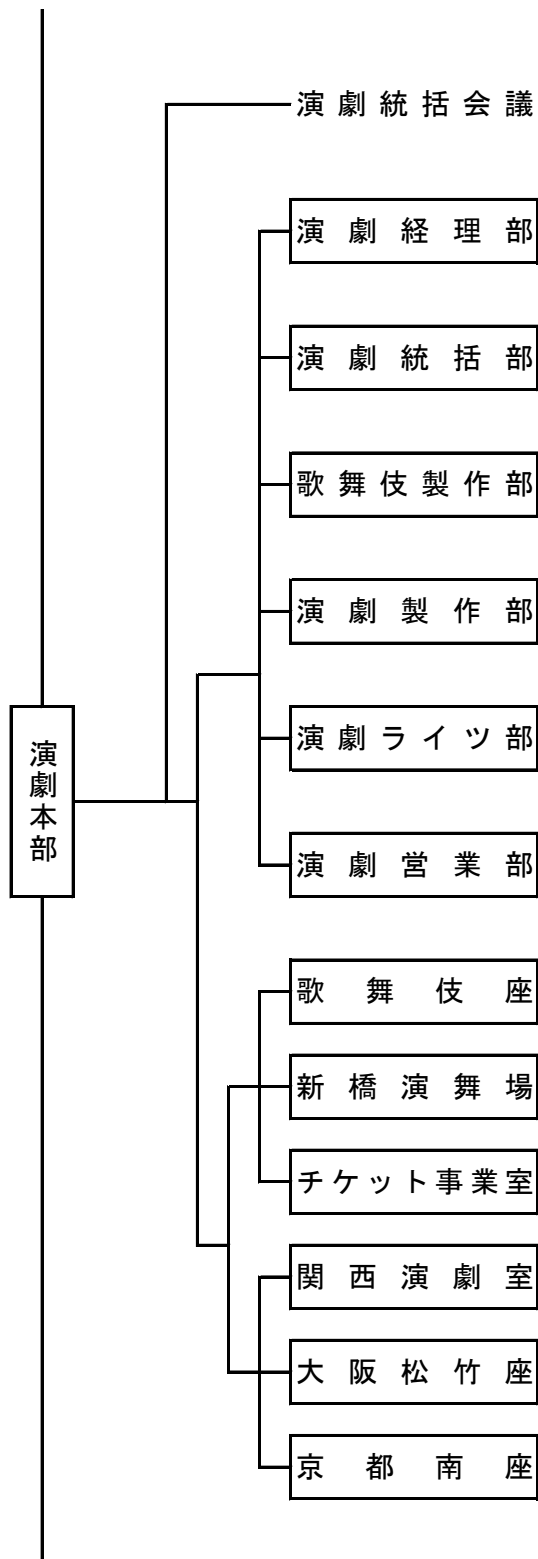 演劇統括会議
演劇経理部
演劇統括部
歌舞伎製作部
演劇製作部
演劇ライツ部
演劇本部
演劇営業部
歌舞伎座
新橋演舞場
チケット事業室
関西演劇室
大阪松竹座
京都南座